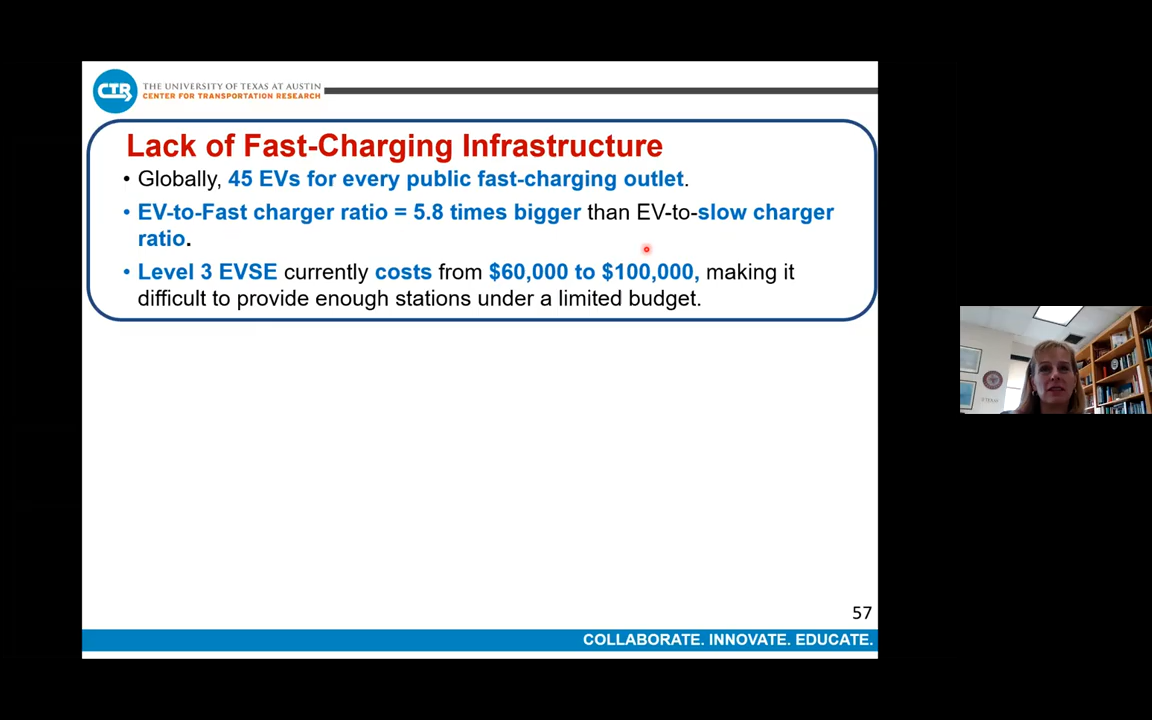 CTR
THE UNIVERSITY OF TEXAS AT AUSTIN
CENTER FOR TRANSPORTATION RESEARCH
Lack of Fast-Charging Infrastructure
• Globally, 45 EVs for every public fast-charging outlet.
• EV-to-Fast charger ratio = 5.8 times bigger than EV-to-slow charger
ratio.
• Level 3 EVSE currently costs from $60,000 to $100,000, making it
difficult to provide enough stations under a limited budget.
57
COLLABORATE. INNOVATE. EDUCATE.